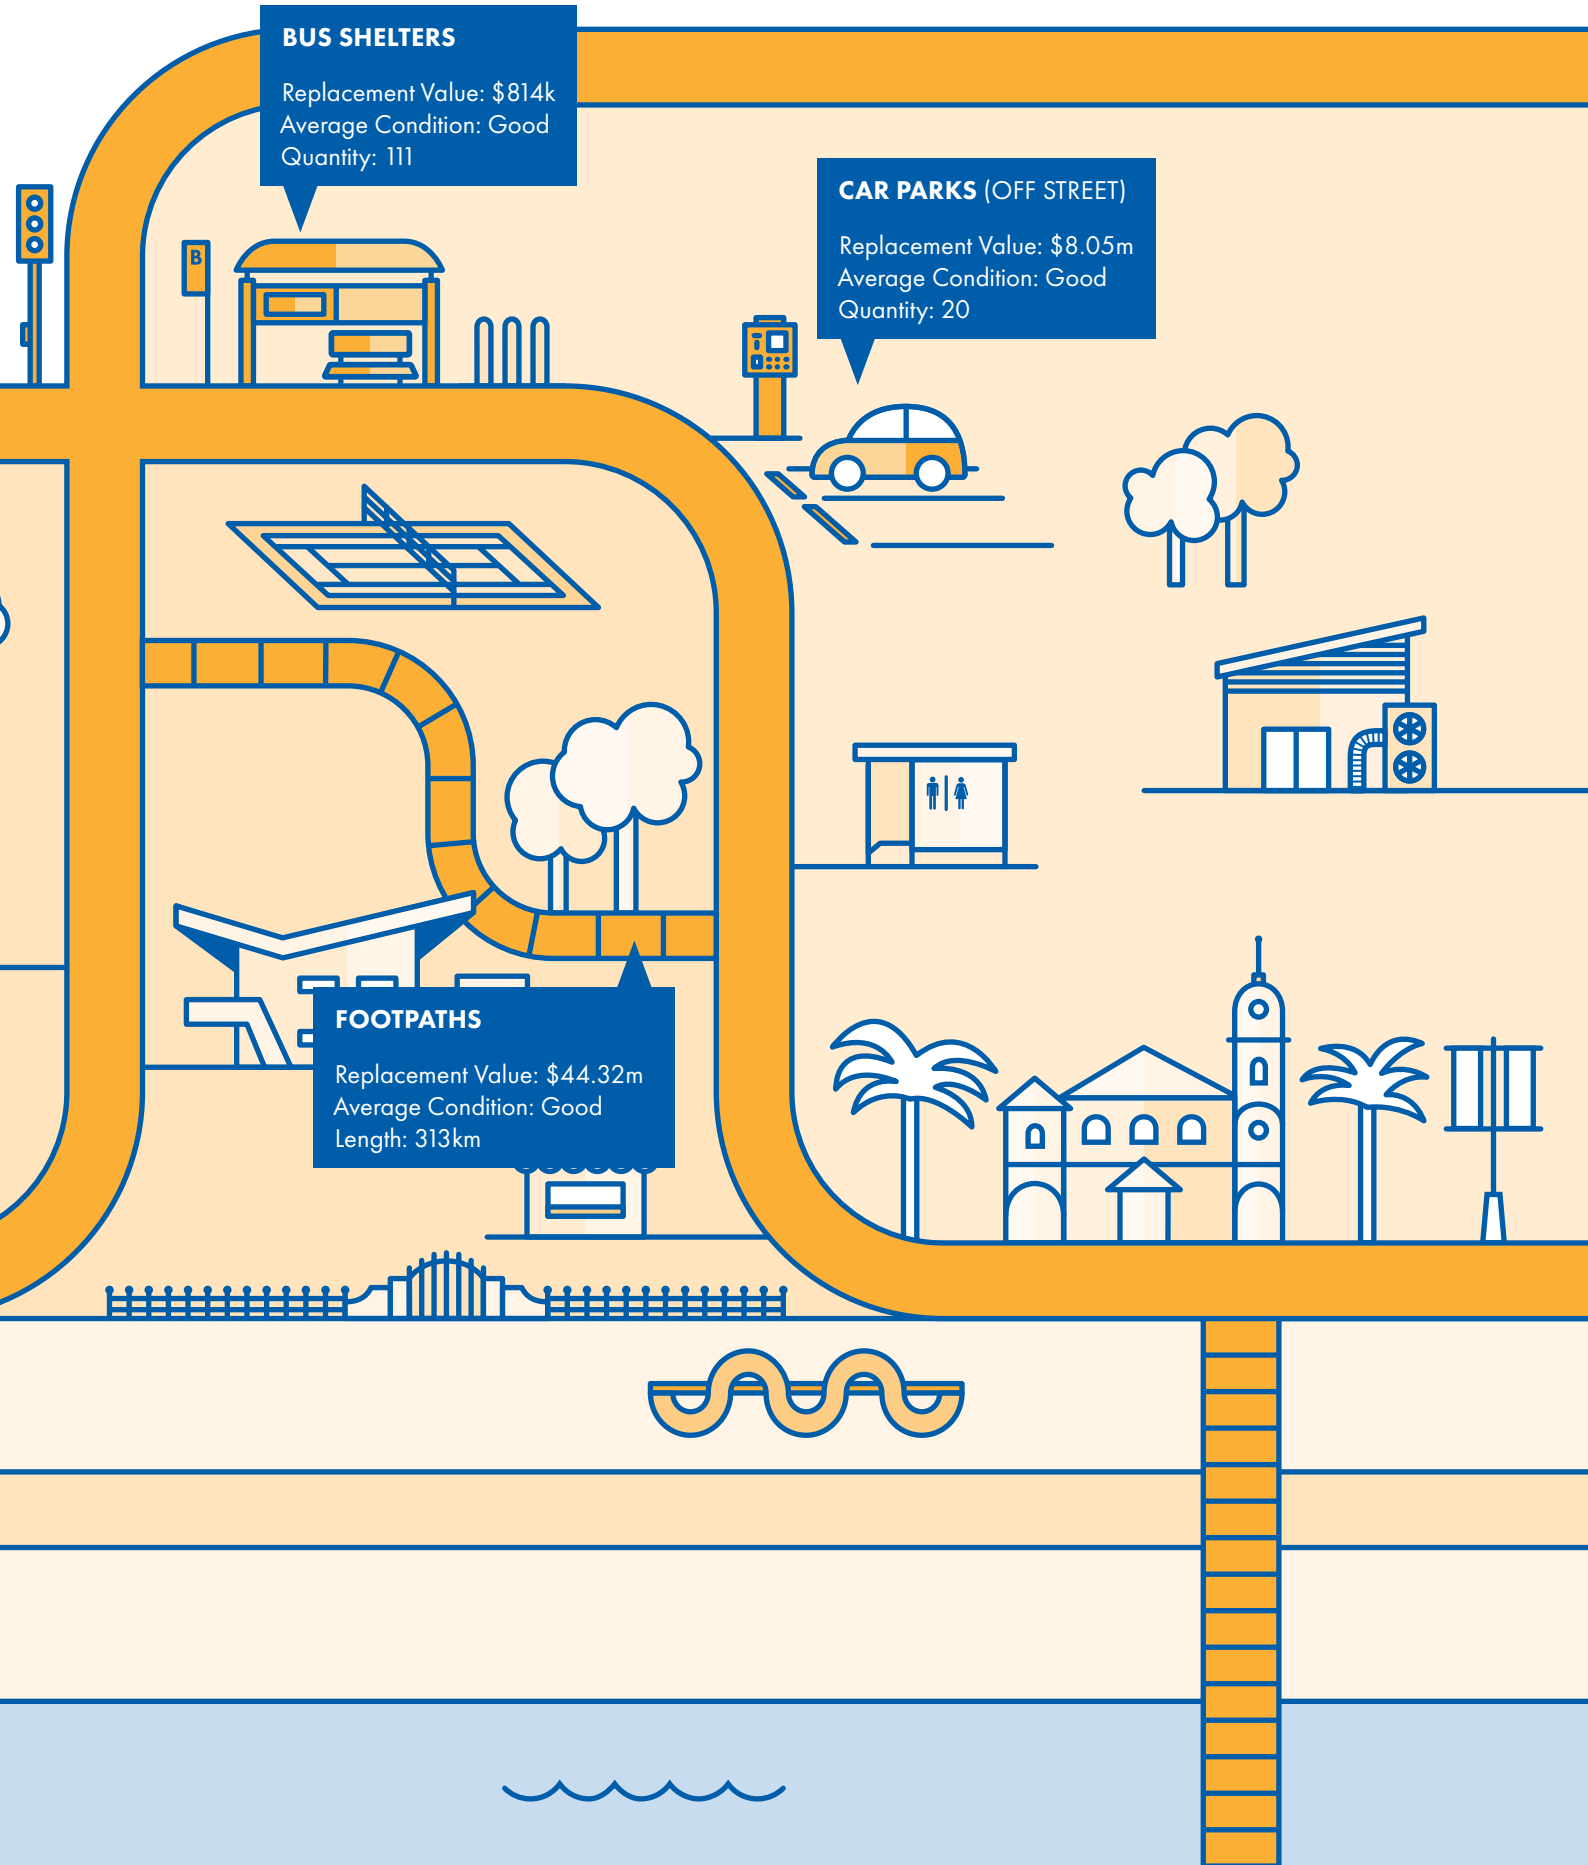 BUS SHELTERS
Replacement Value: $814k
Average Condition: Good
Quantity: 111
CAR PARKS (OFF STREET)
Replacement Value: $8.05m
Average Condition: Good
Quantity: 20
B
FOOTPATHS
Replacement Value: $44.32m
Average Condition: Good
Length: 313km